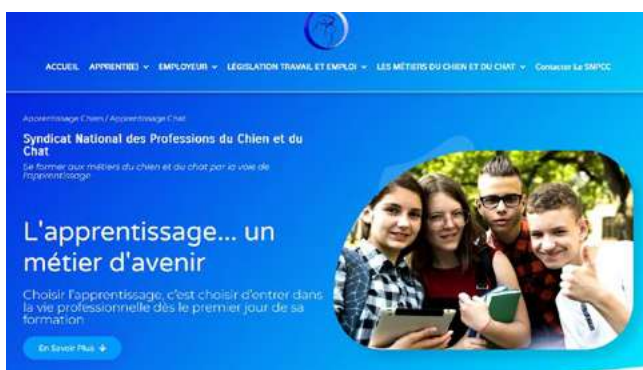 ACCUEIL APPRENTI(E) EMPLOYEUR LÉGISLATION TRAVAIL ET EMPLOI LES MÉTIERS DU CHIEN ET DU CHAT Contacter Le SNPCC
Apprentissage Chien / Apprentissage Chat
Syndicat National des Professions du Chien et du
Chat
Se former aux métiers du chien et du chat par la voie de
l'apprentissage
L'apprentissage... un
métier d'avenir
Choisir l'apprentissage, c'est choisir d'entrer dans
la vie professionnelle dès le premier jour de sa
formation
En Savoir Plus